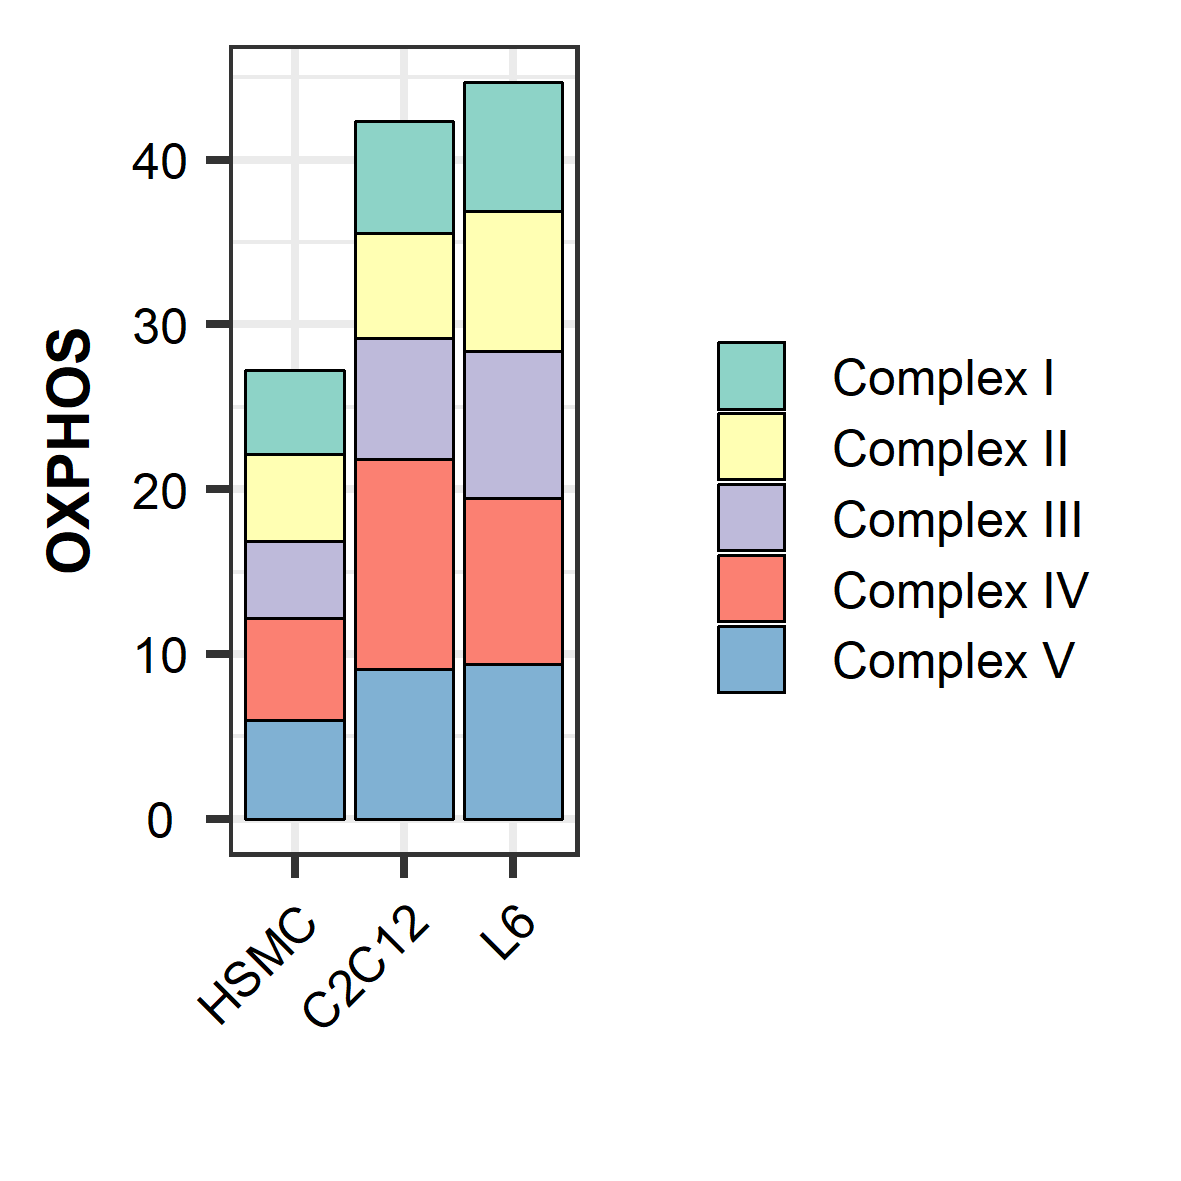 OXPHOS
40
30
20
10
0
HSMC
C2C12
L6
Complex I
Complex II
Complex III
Complex IV
Complex V